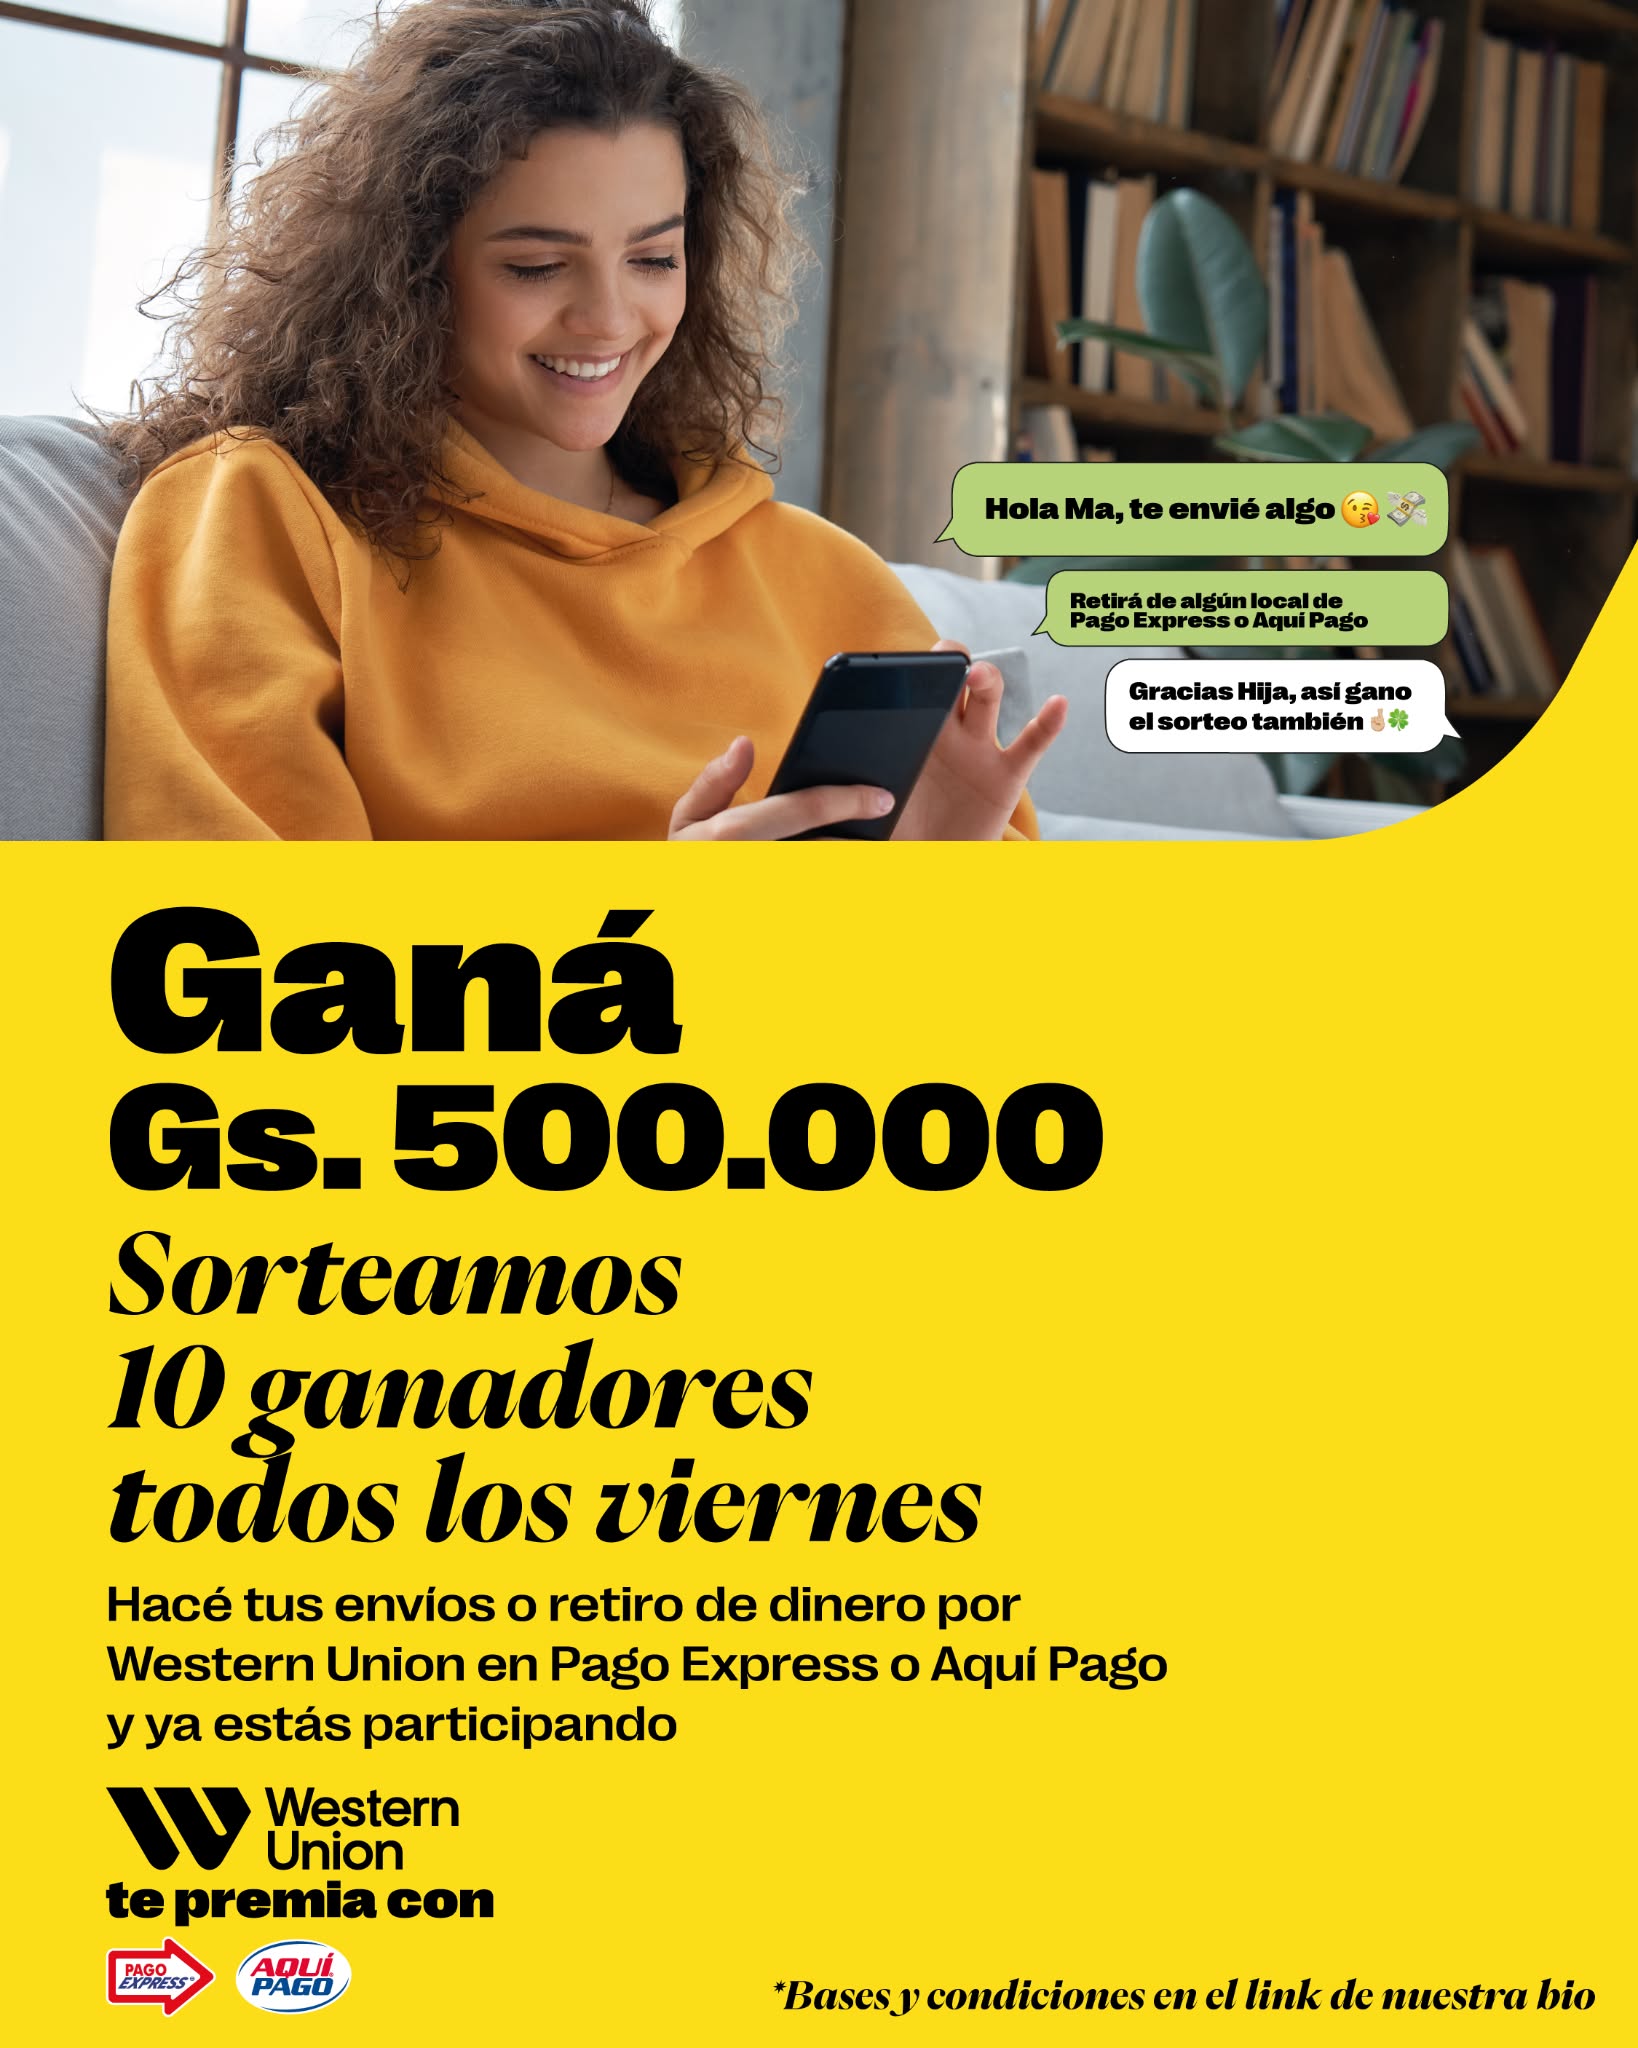 Hola Ma, te envié algo 😘 💸
Retirá de algún local de
Pago Express o Aquí Pago
Gracias Hija, así gano
el sorteo también 🤞🏼🍀
Ganá
Gs. 500.000
Sorteamos
10 ganadores
todos los viernes
Hacé tus envíos o retiro de dinero por
Western Union en Pago Express o Aquí Pago
y ya estás participando
Western
Union
te premia con
PAGO
EXPRESS®
AQUÍ
PAGO
*Bases y condiciones en el link de nuestra bio